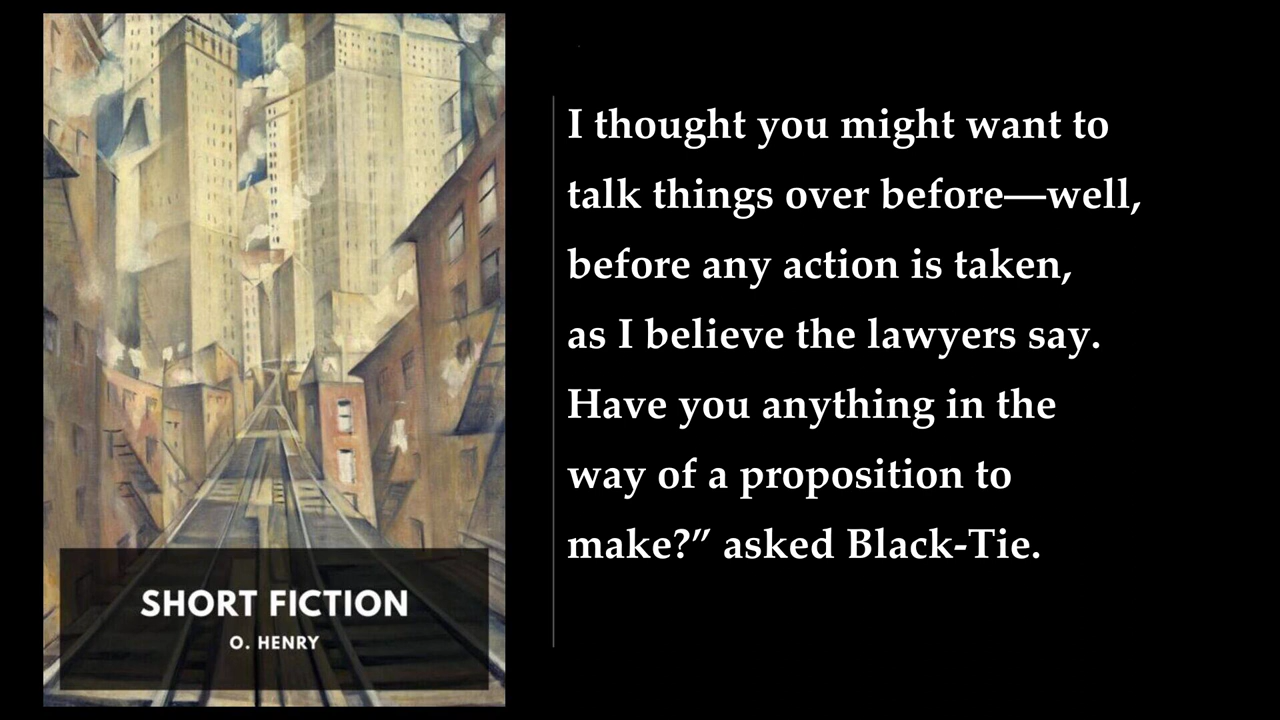 SHORT FICTION
O. HENRY
I thought you might want to
talk things over before—well,
before any action is taken,
as I believe the lawyers say.
Have you anything in the
way of a proposition to
make?” asked Black-Tie.